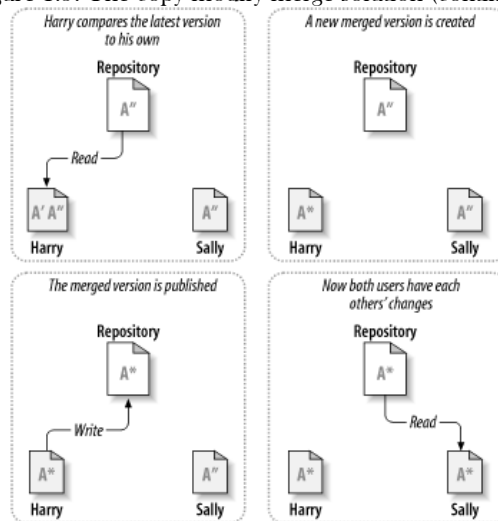 Harry compares the latest version
to his own
Repository
A″
Read
A′ A″
A″
Harry
Sally
A new merged version is created
Repository
A″
A*
A″
Harry
Sally
The merged version is published
Repository
A*
Write
A*
A″
Harry
Sally
Now both users have each
others’ changes
Repository
A*
Read
A*
A*
Harry
Sally